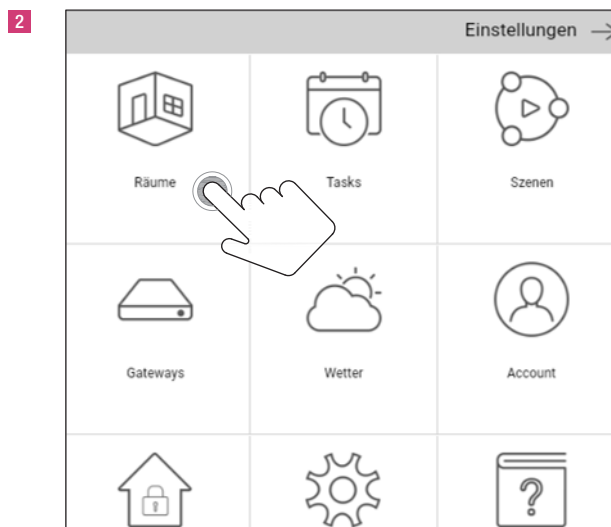 2
Einstellungen
Räume
Tasks
Szenen
Gateways
Wetter
Account
?